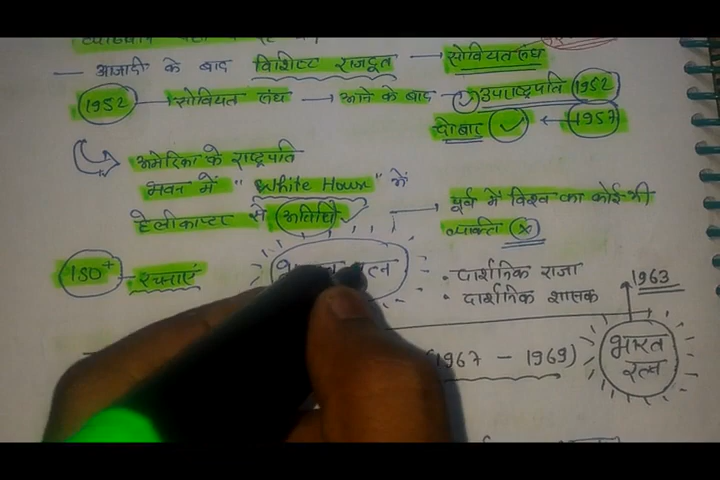 — आजादी के बाद विशिष्ट राजदूत → सोवियत संघ
1952 → सोवियत संघ → आने के बाद → उपराष्ट्रपति 1952
दोबारा ✓ ← 1957
अमेरिका के राष्ट्रपति
भवन में "White House" में
हेलीकाप्टर से अतिथि ✓
पूर्व में विश्व का कोई भी
व्यक्ति (×)
150+ रचनाएं
• दार्शनिक राजा
• दार्शनिक शासक
1963
(1967 – 1969)
भारत
रत्न